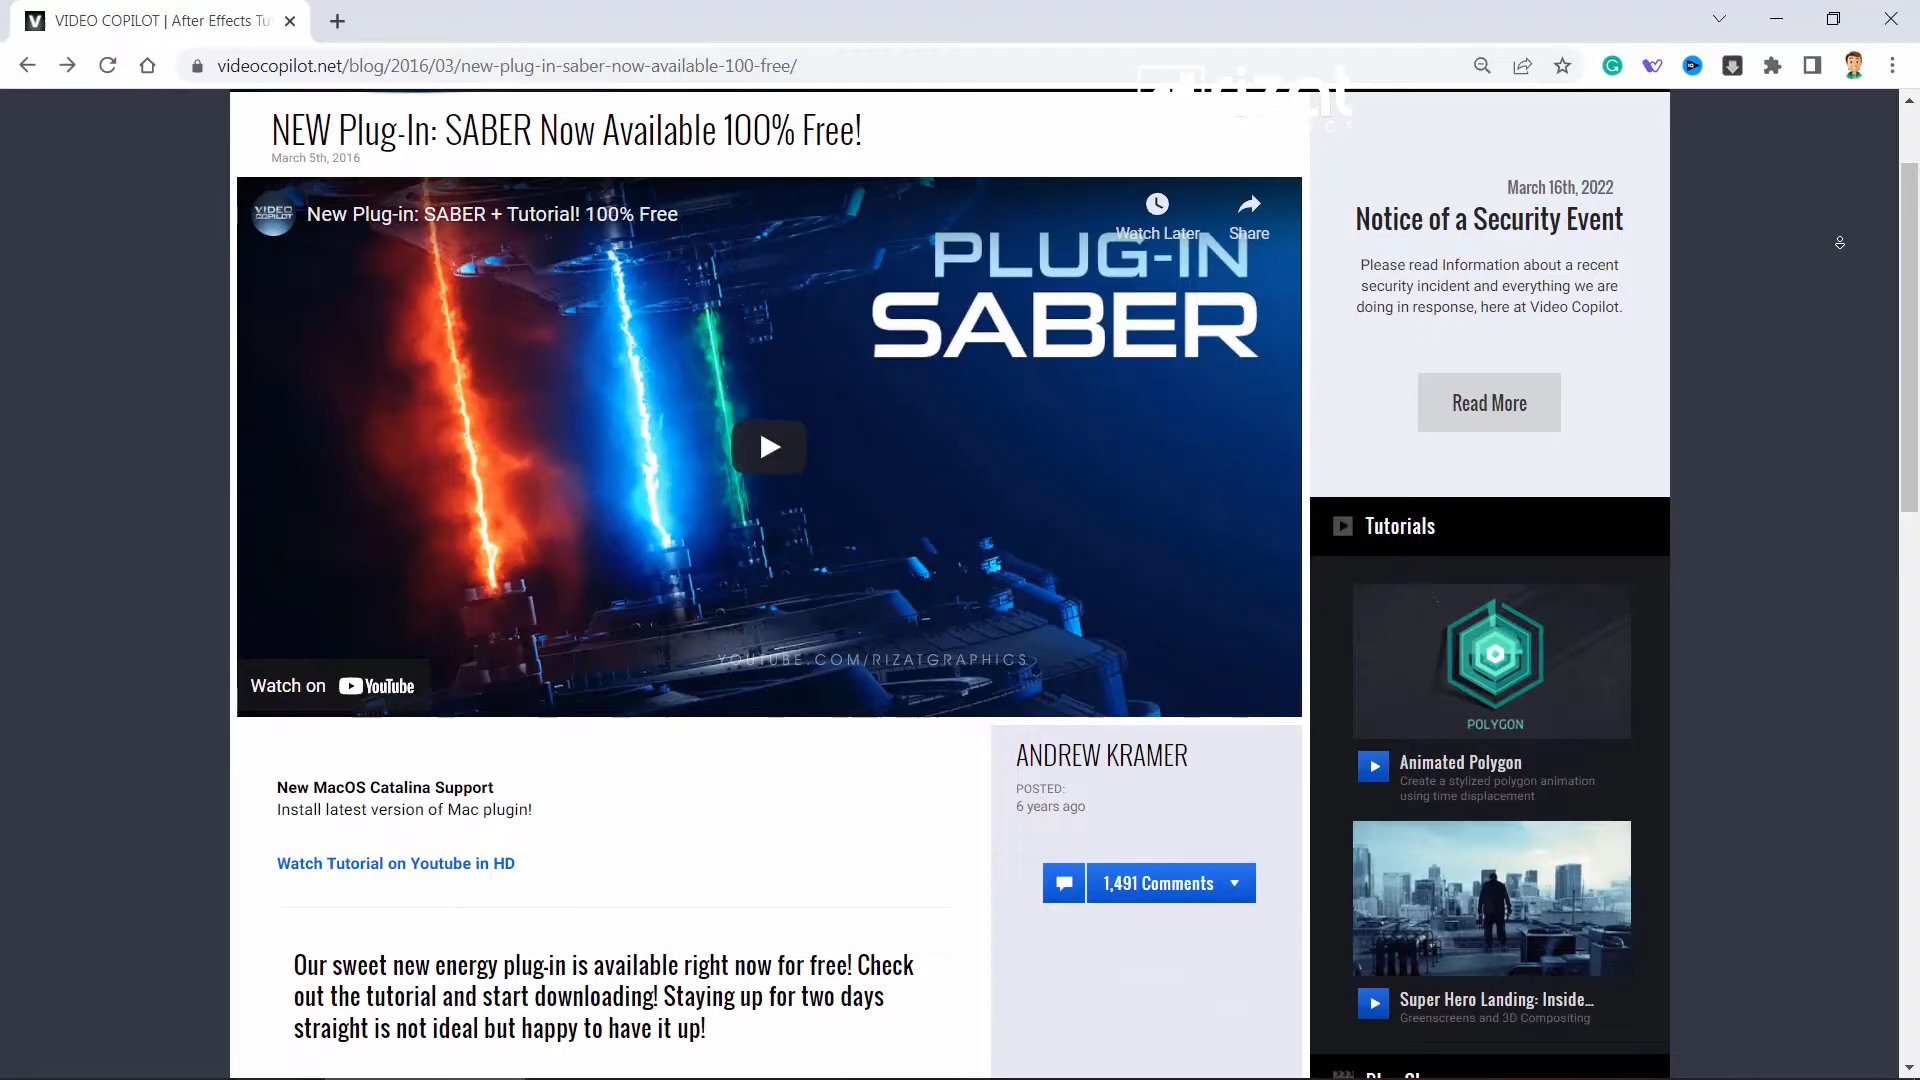 VIDEO COPILOT | After Effects Tu
videocopilot.net/blog/2016/03/new-plug-in-saber-now-available-100-free/
rizat
NEW Plug-In: SABER Now Available 100% Free!
March 5th, 2016
VIDEO
COPILOT
New Plug-in: SABER + Tutorial! 100% Free
Watch Later
Share
PLUG-IN
SABER
YOUTUBE.COM/RIZATGRAPHICS
Watch on YouTube
New MacOS Catalina Support
Install latest version of Mac plugin!
Watch Tutorial on Youtube in HD
Our sweet new energy plug-in is available right now for free! Check
out the tutorial and start downloading! Staying up for two days
straight is not ideal but happy to have it up!
ANDREW KRAMER
POSTED:
6 years ago
1,491 Comments
March 16th, 2022
Notice of a Security Event
Please read Information about a recent
security incident and everything we are
doing in response, here at Video Copilot.
Read More
Tutorials
POLYGON
Animated Polygon
Create a stylized polygon animation
using time displacement
Super Hero Landing: Inside...
Greenscreens and 3D Compositing